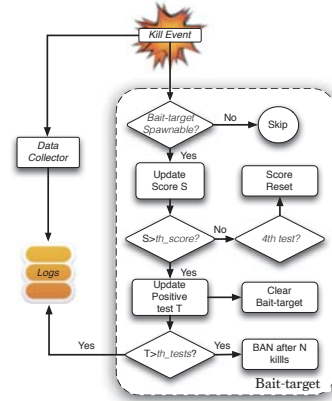 Kill Event
Bait-target
Spawnable?
No
Skip
Yes
Data
Collector
Update
Score S
Score
Reset
S>th_score?
No
4th test?
Yes
Logs
Update
Positive
test T
Clear
Bait-target
Yes
T>th_tests?
Yes
BAN after N
killls
Bait-target